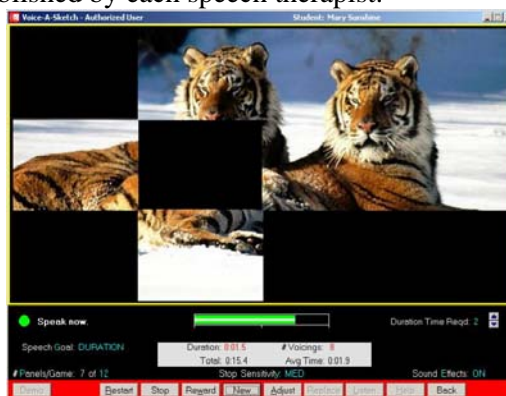 blished by each speech therapist.
Voice-A-Sketch - Authorized User Student: Mary Sunshine
Speak now. Duration Time Reqd: 2
Speech Goal: DURATION Duration: 0:01.5 # Voicings: 8
Total: 0:15.4 Avg Time: 0:01.9
# Panels/Game: 7 of 12 Stop Sensitivity: MED Sound Effects: ON
Demo Restart Stop Reward New Adjust Replace Listen Help Back